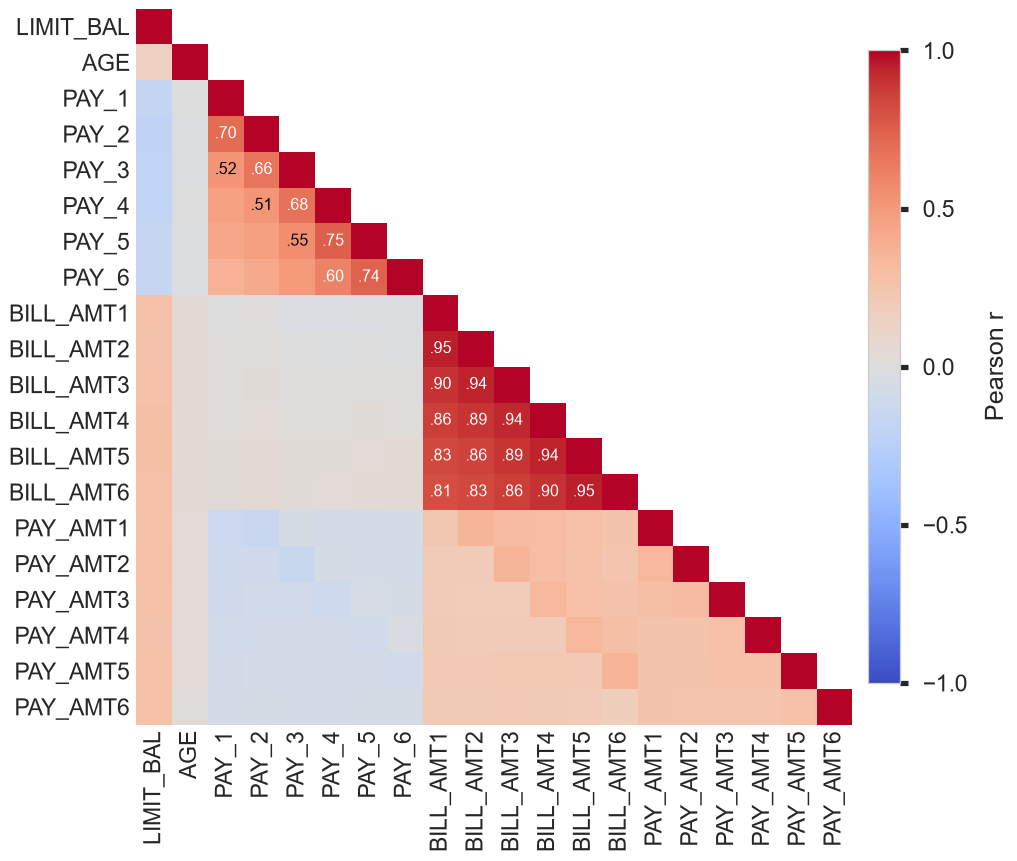 LIMIT_BAL
AGE
PAY_1
PAY_2 .70
PAY_3 .52 .66
PAY_4 .51 .68
PAY_5 .55 .75
PAY_6 .60 .74
BILL_AMT1
BILL_AMT2 .95
BILL_AMT3 .90 .94
BILL_AMT4 .86 .89 .94
BILL_AMT5 .83 .86 .89 .94
BILL_AMT6 .81 .83 .86 .90 .95
PAY_AMT1
PAY_AMT2
PAY_AMT3
PAY_AMT4
PAY_AMT5
PAY_AMT6
LIMIT_BAL
AGE
PAY_1
PAY_2
PAY_3
PAY_4
PAY_5
PAY_6
BILL_AMT1
BILL_AMT2
BILL_AMT3
BILL_AMT4
BILL_AMT5
BILL_AMT6
PAY_AMT1
PAY_AMT2
PAY_AMT3
PAY_AMT4
PAY_AMT5
PAY_AMT6
1.0
0.5
0.0
−0.5
−1.0
Pearson r